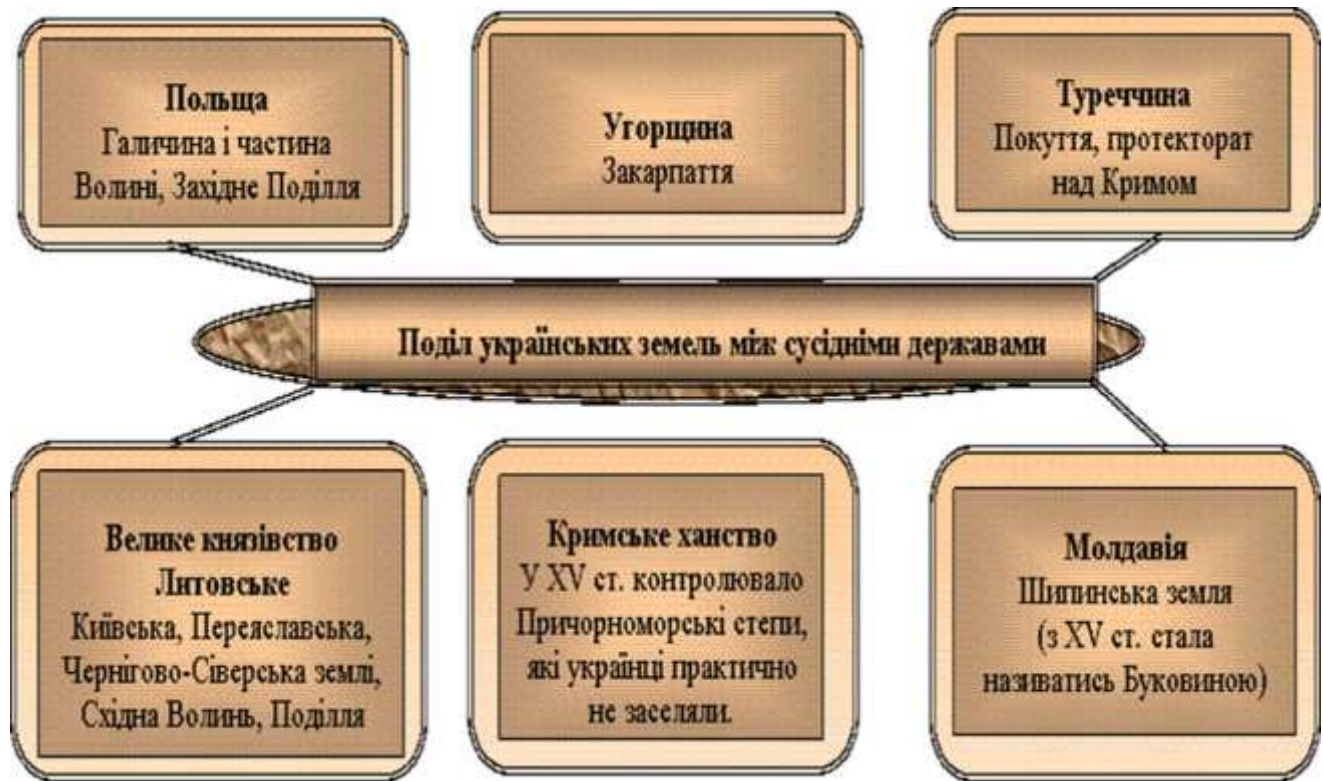 Польща
Галичина і частина
Волині, Західне Поділля
Угорщина
Закарпаття
Туреччина
Покуття, протекторат
над Кримом
Поділ українських земель між сусідніми державами
Велике князівство
Литовське
Київська, Переяславська,
Чернігово-Сіверська землі,
Східна Волинь, Поділля
Кримське ханство
У XV ст. контролювало
Причорноморські степи,
які українці практично
не заселяли.
Молдавія
Шипинська земля
(з XV ст. стала
називатись Буковиною)